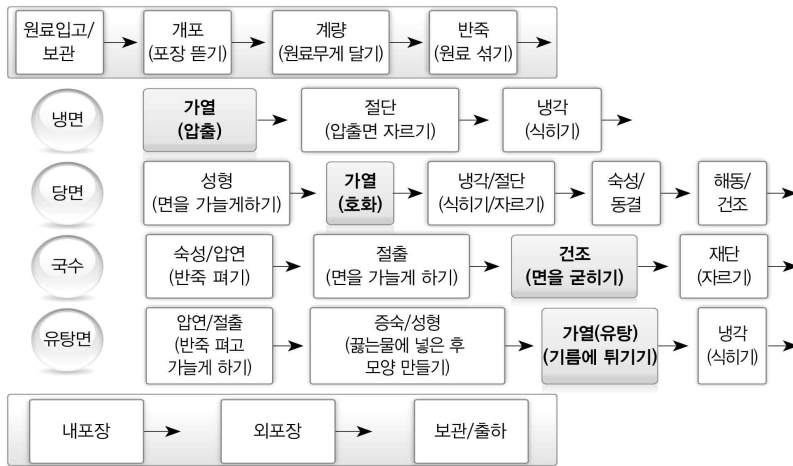 원료입고/
보관
개포
(포장 뜯기)
계량
(원료무게 달기)
반죽
(원료 섞기)
냉면
가열
(압출)
절단
(압출면 자르기)
냉각
(식히기)
당면
성형
(면을 가늘게하기)
가열
(호화)
냉각/절단
(식히기/자르기)
숙성/
동결
해동/
건조
국수
숙성/압연
(반죽 펴기)
절출
(면을 가늘게 하기)
건조
(면을 굳히기)
재단
(자르기)
유탕면
압연/절출
(반죽 펴고
가늘게 하기)
증숙/성형
(끓는물에 넣은 후
모양 만들기)
가열(유탕)
(기름에 튀기기)
냉각
(식히기)
내포장
외포장
보관/출하